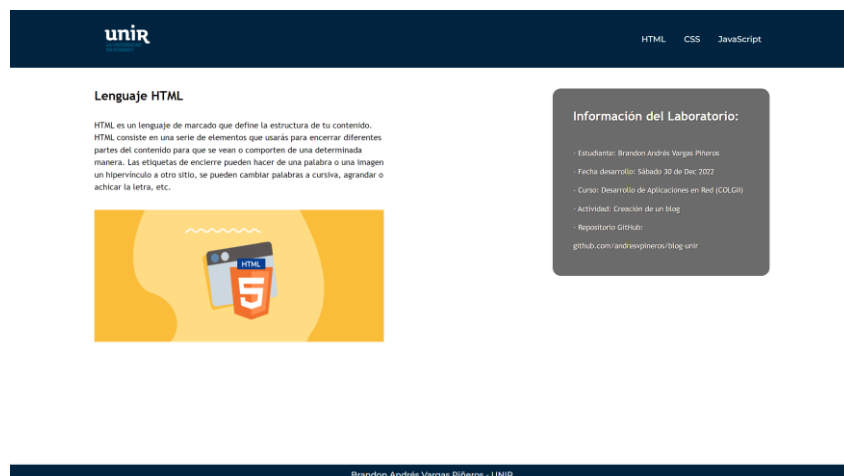 unir
LA UNIVERSIDAD
EN INTERNET
HTML CSS JavaScript
Lenguaje HTML
HTML es un lenguaje de marcado que define la estructura de tu contenido.
HTML consiste en una serie de elementos que usarás para encerrar diferentes
partes del contenido para que se vean o comporten de una determinada
manera. Las etiquetas de encierre pueden hacer de una palabra o una imagen
un hipervínculo a otro sitio, se pueden cambiar palabras a cursiva, agrandar o
achicar la letra, etc.
HTML
5
Información del Laboratorio:
- Estudiante: Brandon Andrés Vargas Piñeros
- Fecha desarrollo: Sábado 30 de Dec 2022
- Curso: Desarrollo de Aplicaciones en Red (COLGII)
- Actividad: Creación de un blog
- Repositorio GitHub:
github.com/andresvpineros/blog-unir
Brandon Andrés Vargas Piñeros - UNIR